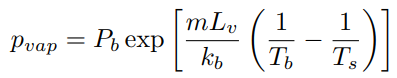 p_{vap} = P_b \exp \left[ \frac{mL_v}{k_b} \left( \frac{1}{T_b} - \frac{1}{T_s} \right) \right]